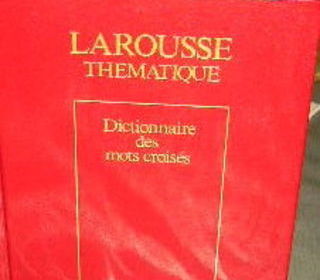 LAROUSSE
THEMATIQUE
Dictionnaire
des
mots croisés